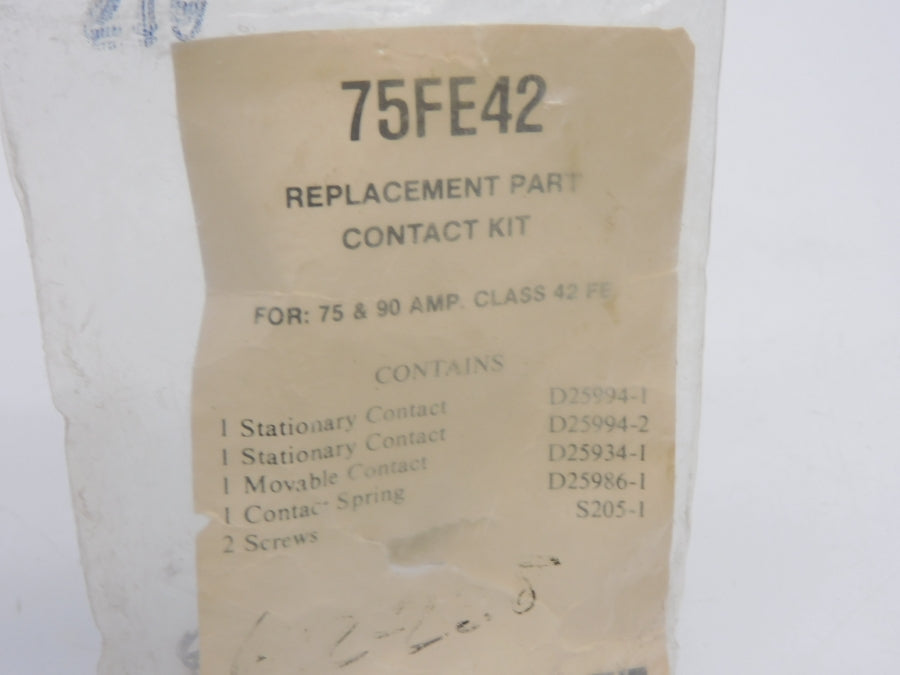 219
75FE42
REPLACEMENT PART
CONTACT KIT
FOR: 75 & 90 AMP. CLASS 42 FE
CONTAINS
1 Stationary Contact D25994-1
1 Stationary Contact D25994-2
1 Movable Contact D25934-1
1 Contact Spring D25986-1
2 Screws S205-1